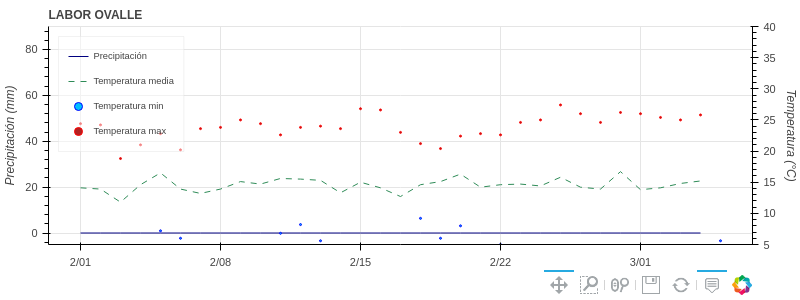 LABOR OVALLE
Precipitación (mm)
80
60
40
20
0
Precipitación
Temperatura media
Temperatura min
Temperatura max
40
35
30
25
20
15
10
5
Temperatura (°C)
2/01
2/08
2/15
2/22
3/01